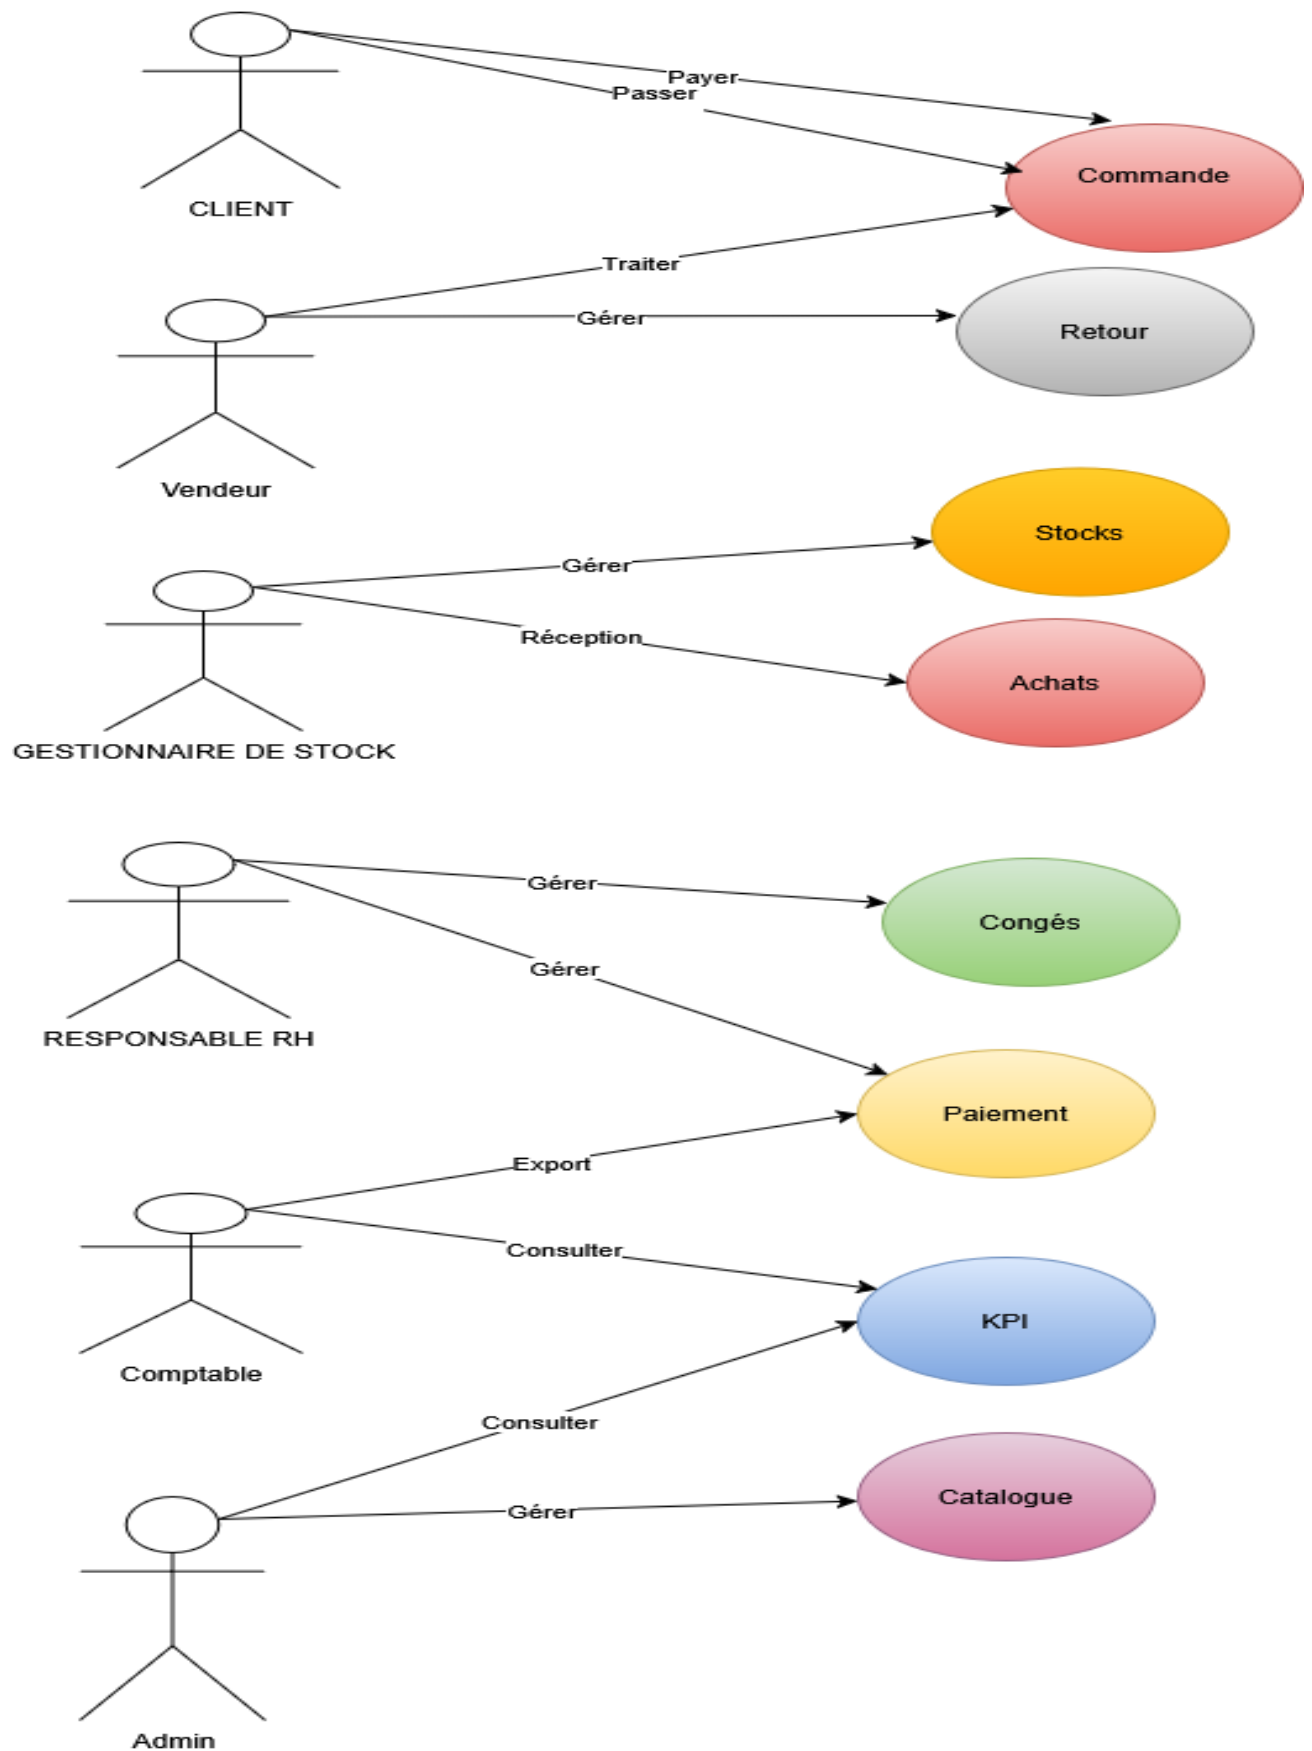 Payer
Passer
Commande
CLIENT
Traiter
Gérer
Retour
Vendeur
Stocks
Gérer
Réception
Achats
GESTIONNAIRE DE STOCK
Gérer
Congés
Gérer
RESPONSABLE RH
Paiement
Export
Consulter
KPI
Comptable
Consulter
Catalogue
Gérer
Admin